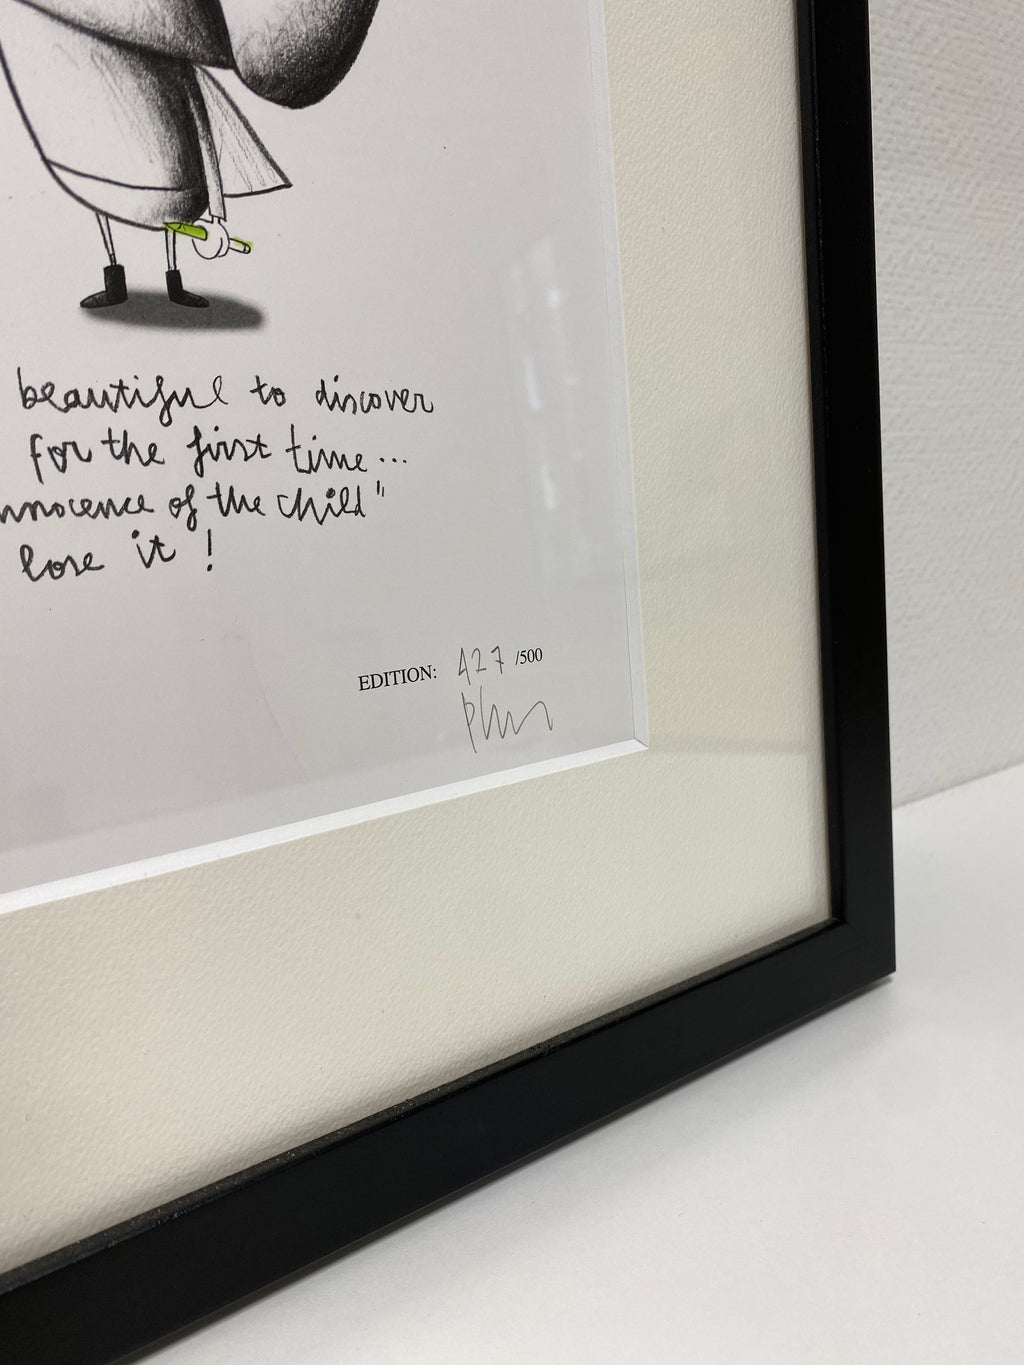 beautiful to discover
for the first time...
nnocence of the child"
lose it !
EDITION: 427 /500